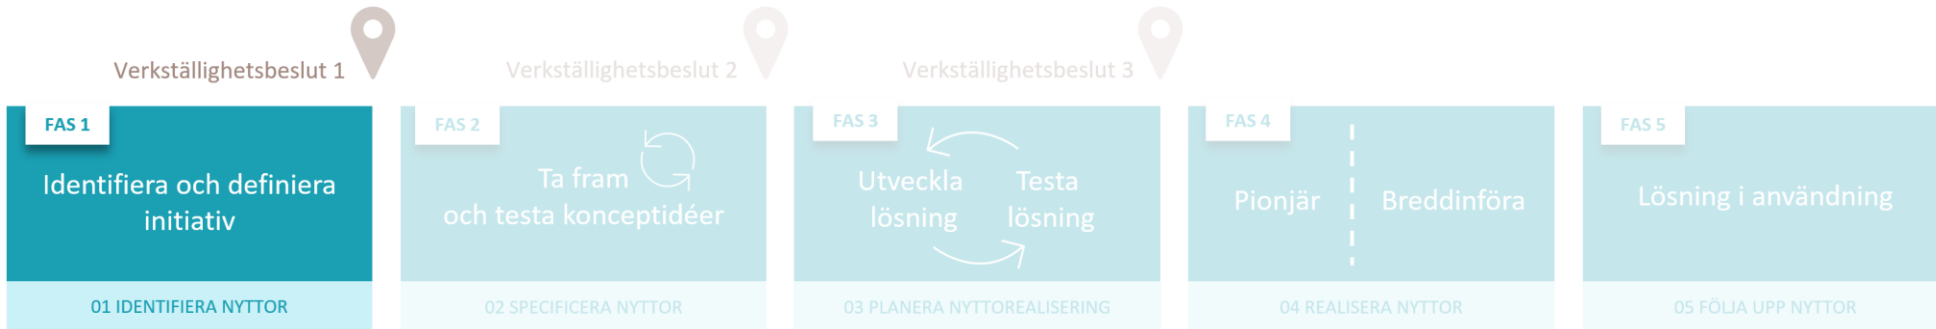 Verkställighetsbeslut 1
Verkställighetsbeslut 2
Verkställighetsbeslut 3
FAS 1
Identifiera och definiera
initiativ
01 IDENTIFIERA NYTTOR
FAS 2
Ta fram
och testa konceptidéer
02 SPECIFICERA NYTTOR
FAS 3
Utveckla
lösning
Testa
lösning
03 PLANERA NYTTOREALISERING
FAS 4
Pionjär
Breddinföra
04 REALISERA NYTTOR
FAS 5
Lösning i användning
05 FÖLJA UPP NYTTOR